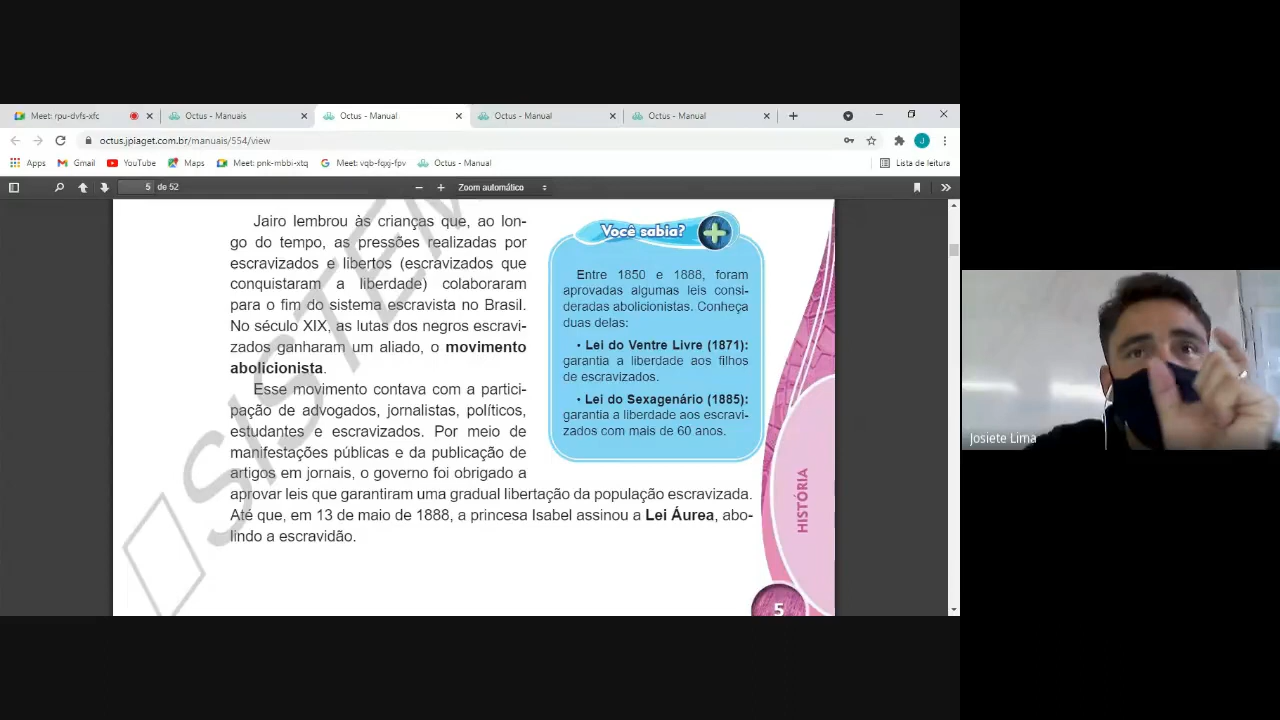 Meet: rpu-dvfs-xfc
Octus - Manuais
Octus - Manual
Octus - Manual
Octus - Manual
octus.jpiaget.com.br/manuais/554/view
J
Apps
Gmail
YouTube
Maps
Meet: pnk-mbbi-xtq
Meet: vqb-fqxj-fpv
Octus - Manual
Lista de leitura
5 de 52
Zoom automático
SISTEM
Jairo lembrou às crianças que, ao lon-
go do tempo, as pressões realizadas por
escravizados e libertos (escravizados que
conquistaram a liberdade) colaboraram
para o fim do sistema escravista no Brasil.
No século XIX, as lutas dos negros escravi-
zados ganharam um aliado, o movimento
abolicionista.
Esse movimento contava com a partici-
pação de advogados, jornalistas, políticos,
estudantes e escravizados. Por meio de
manifestações públicas e da publicação de
artigos em jornais, o governo foi obrigado a
aprovar leis que garantiram uma gradual libertação da população escravizada.
Até que, em 13 de maio de 1888, a princesa Isabel assinou a Lei Áurea, abo-
lindo a escravidão.
Você sabia?
Entre 1850 e 1888, foram
aprovadas algumas leis consi-
deradas abolicionistas. Conheça
duas delas:
• Lei do Ventre Livre (1871):
garantia a liberdade aos filhos
de escravizados.
• Lei do Sexagenário (1885):
garantia a liberdade aos escravi-
zados com mais de 60 anos.
HISTÓRIA
5
Josiete Lima